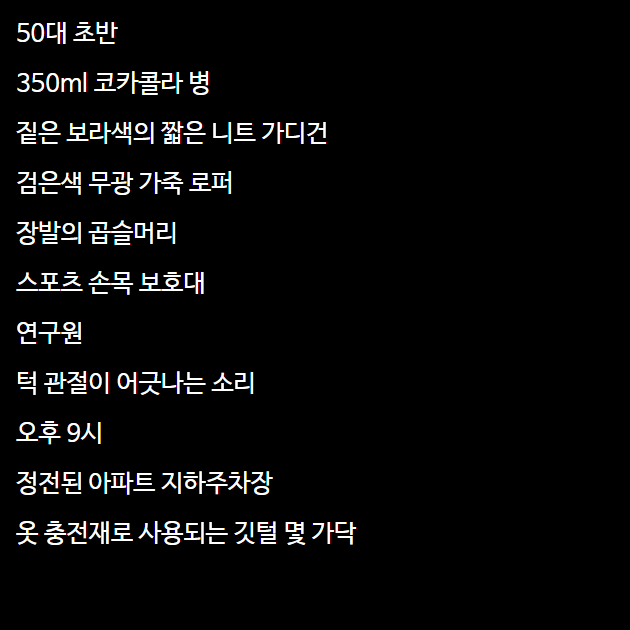 50대 초반
350ml 코카콜라 병
짙은 보라색의 짧은 니트 가디건
검은색 무광 가죽 로퍼
장발의 곱슬머리
스포츠 손목 보호대
연구원
턱 관절이 어긋나는 소리
오후 9시
정전된 아파트 지하주차장
옷 충전재로 사용되는 깃털 몇 가닥